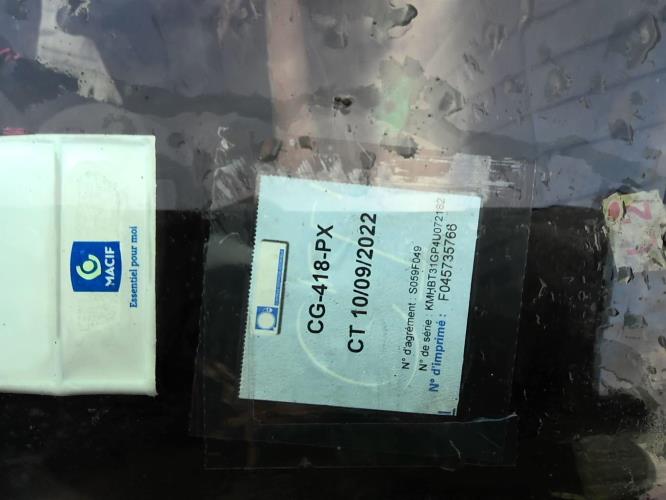 MACIF
Essentiel pour moi
CG-418-PX
CT 10/09/2022
N° d'agrément : S059F049
N° de série : KMHBT31GP4U072182
N° d'imprimé : F045735766